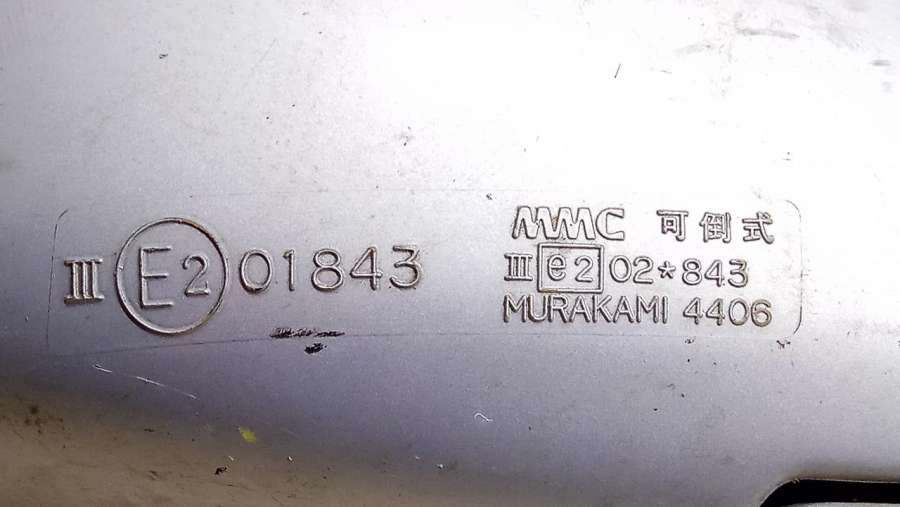 III E2 01843
MMC 可倒式
III e2 02*843
MURAKAMI 4406